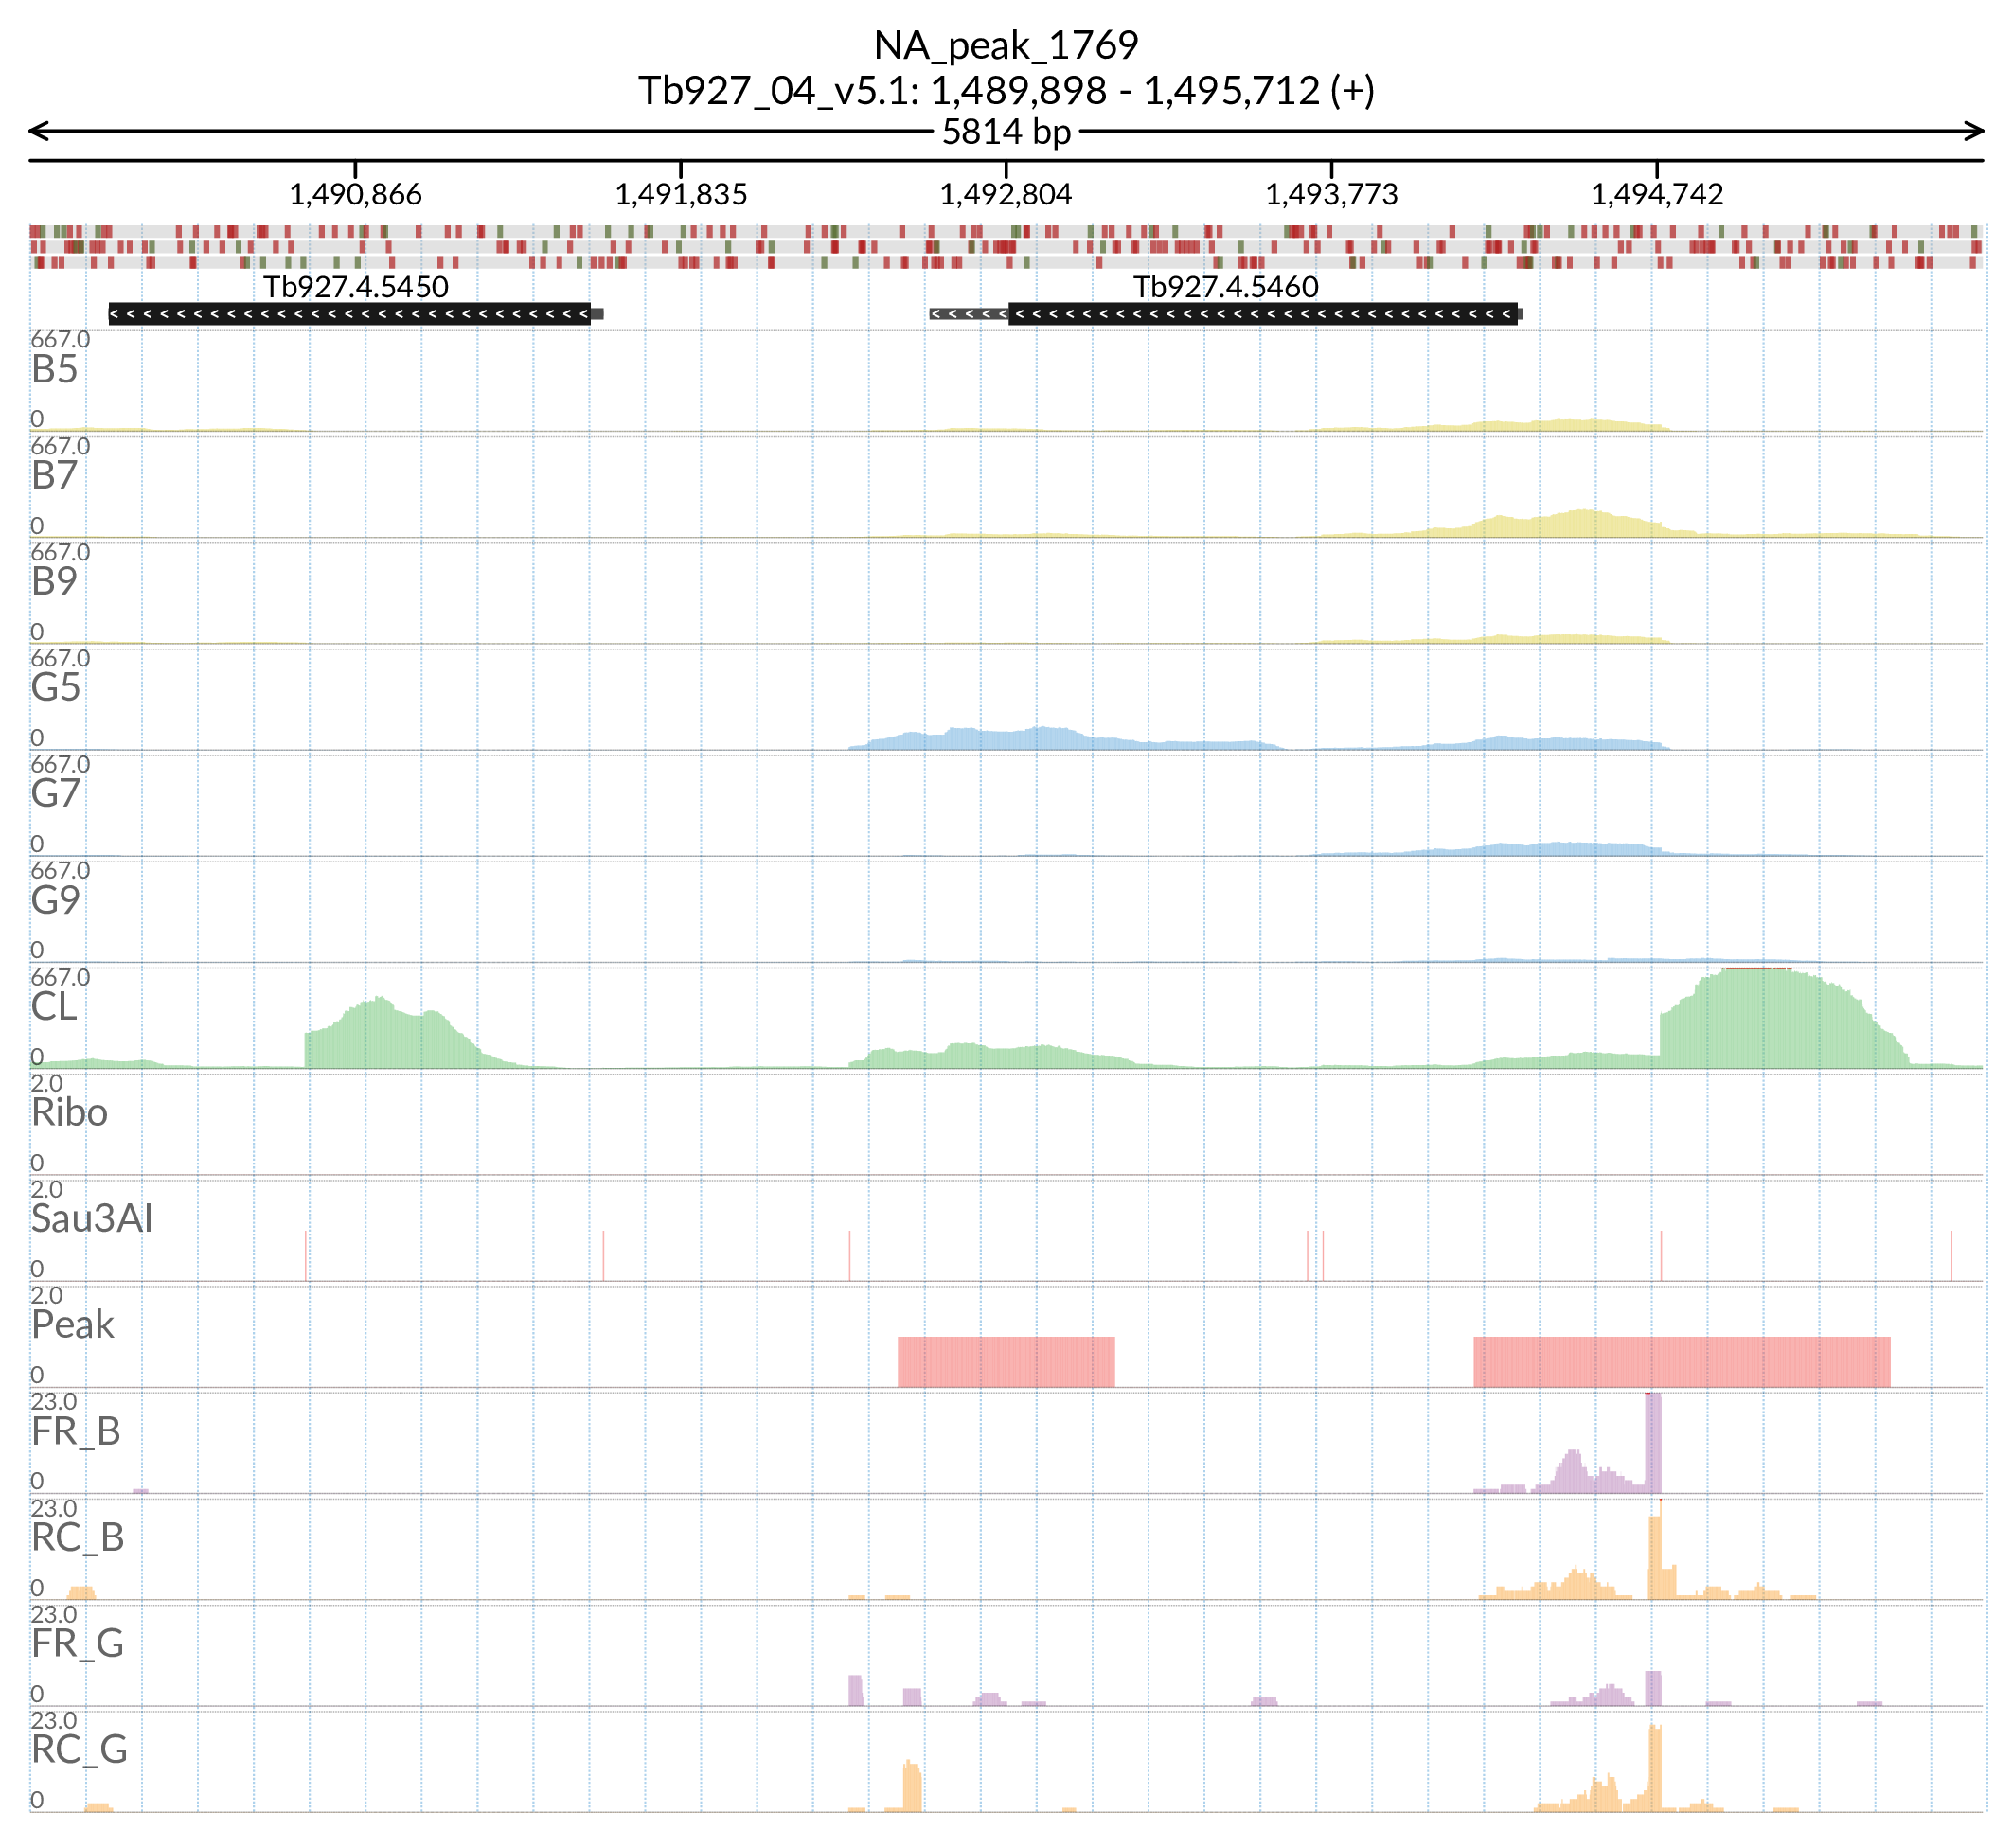 NA_peak_1769
Tb927_04_v5.1: 1,489,898 - 1,495,712 (+)
5814 bp
1,490,866 1,491,835 1,492,804 1,493,773 1,494,742
Tb927.4.5450 Tb927.4.5460
667.0
B5
0
667.0
B7
0
667.0
B9
0
667.0
G5
0
667.0
G7
0
667.0
G9
0
667.0
CL
0
2.0
Ribo
0
2.0
Sau3AI
0
2.0
Peak
0
23.0
FR_B
0
23.0
RC_B
0
23.0
FR_G
0
23.0
RC_G
0